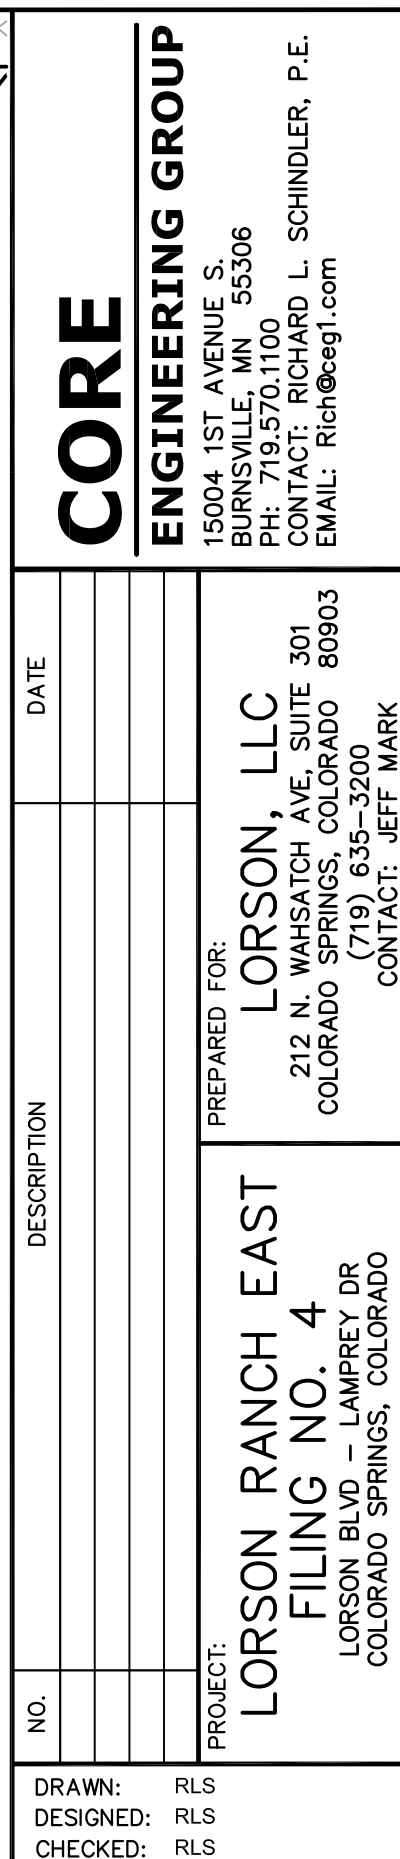 CORE
ENGINEERING GROUP
15004 1ST AVENUE S.
BURNSVILLE, MN 55306
PH: 719.570.1100
CONTACT: RICHARD L. SCHINDLER, P.E.
EMAIL: Rich@ceg1.com
NO. DESCRIPTION DATE
PREPARED FOR:
LORSON, LLC
212 N. WAHSATCH AVE, SUITE 301
COLORADO SPRINGS, COLORADO 80903
(719) 635-3200
CONTACT: JEFF MARK
PROJECT:
LORSON RANCH EAST
FILING NO. 4
LORSON BLVD - LAMPREY DR
COLORADO SPRINGS, COLORADO
DRAWN: RLS
DESIGNED: RLS
CHECKED: RLS